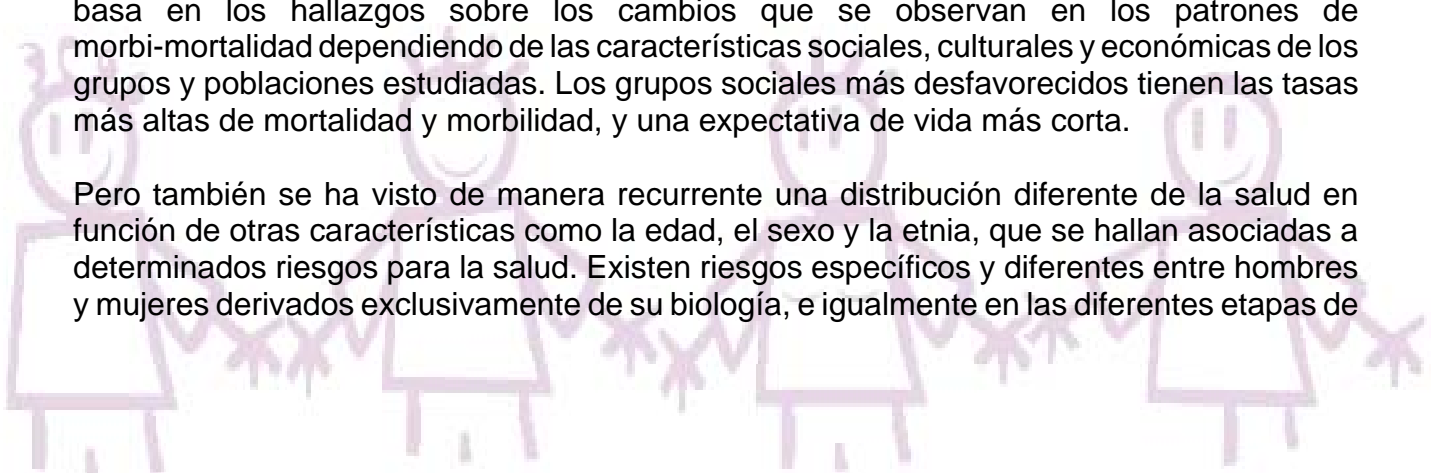 basa en los hallazgos sobre los cambios que se observan en los patrones de
morbi-mortalidad dependiendo de las características sociales, culturales y económicas de los
grupos y poblaciones estudiadas. Los grupos sociales más desfavorecidos tienen las tasas
más altas de mortalidad y morbilidad, y una expectativa de vida más corta.
Pero también se ha visto de manera recurrente una distribución diferente de la salud en
función de otras características como la edad, el sexo y la etnia, que se hallan asociadas a
determinados riesgos para la salud. Existen riesgos específicos y diferentes entre hombres
y mujeres derivados exclusivamente de su biología, e igualmente en las diferentes etapas de